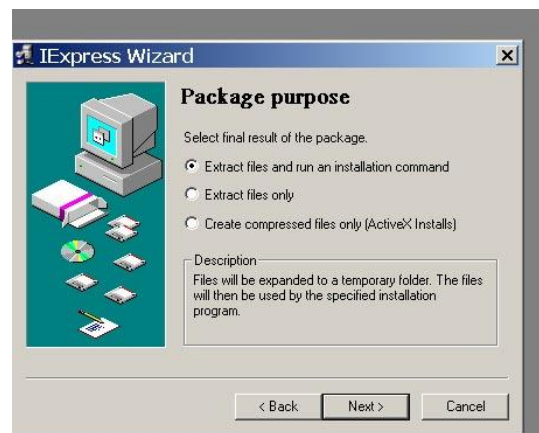 IExpress Wizard
Package purpose
Select final result of the package.
Extract files and run an installation command
Extract files only
Create compressed files only (ActiveX Installs)
Description
Files will be expanded to a temporary folder. The files
will then be used by the specified installation
program.
< Back
Next >
Cancel